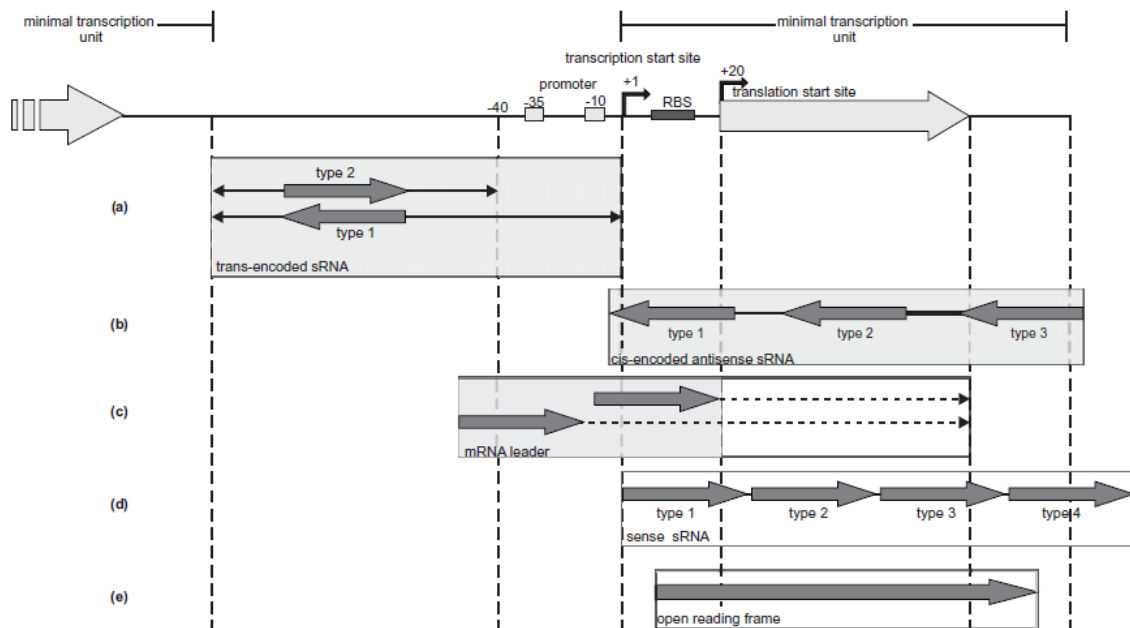 minimal transcription
unit
minimal transcription
unit
transcription start site
promoter
+1
+20
-40
-35
-10
RBS
translation start site
(a)
type 2
type 1
trans-encoded sRNA
(b)
type 1
type 2
type 3
cis-encoded antisense sRNA
(c)
mRNA leader
(d)
type 1
type 2
type 3
type 4
sense sRNA
(e)
open reading frame